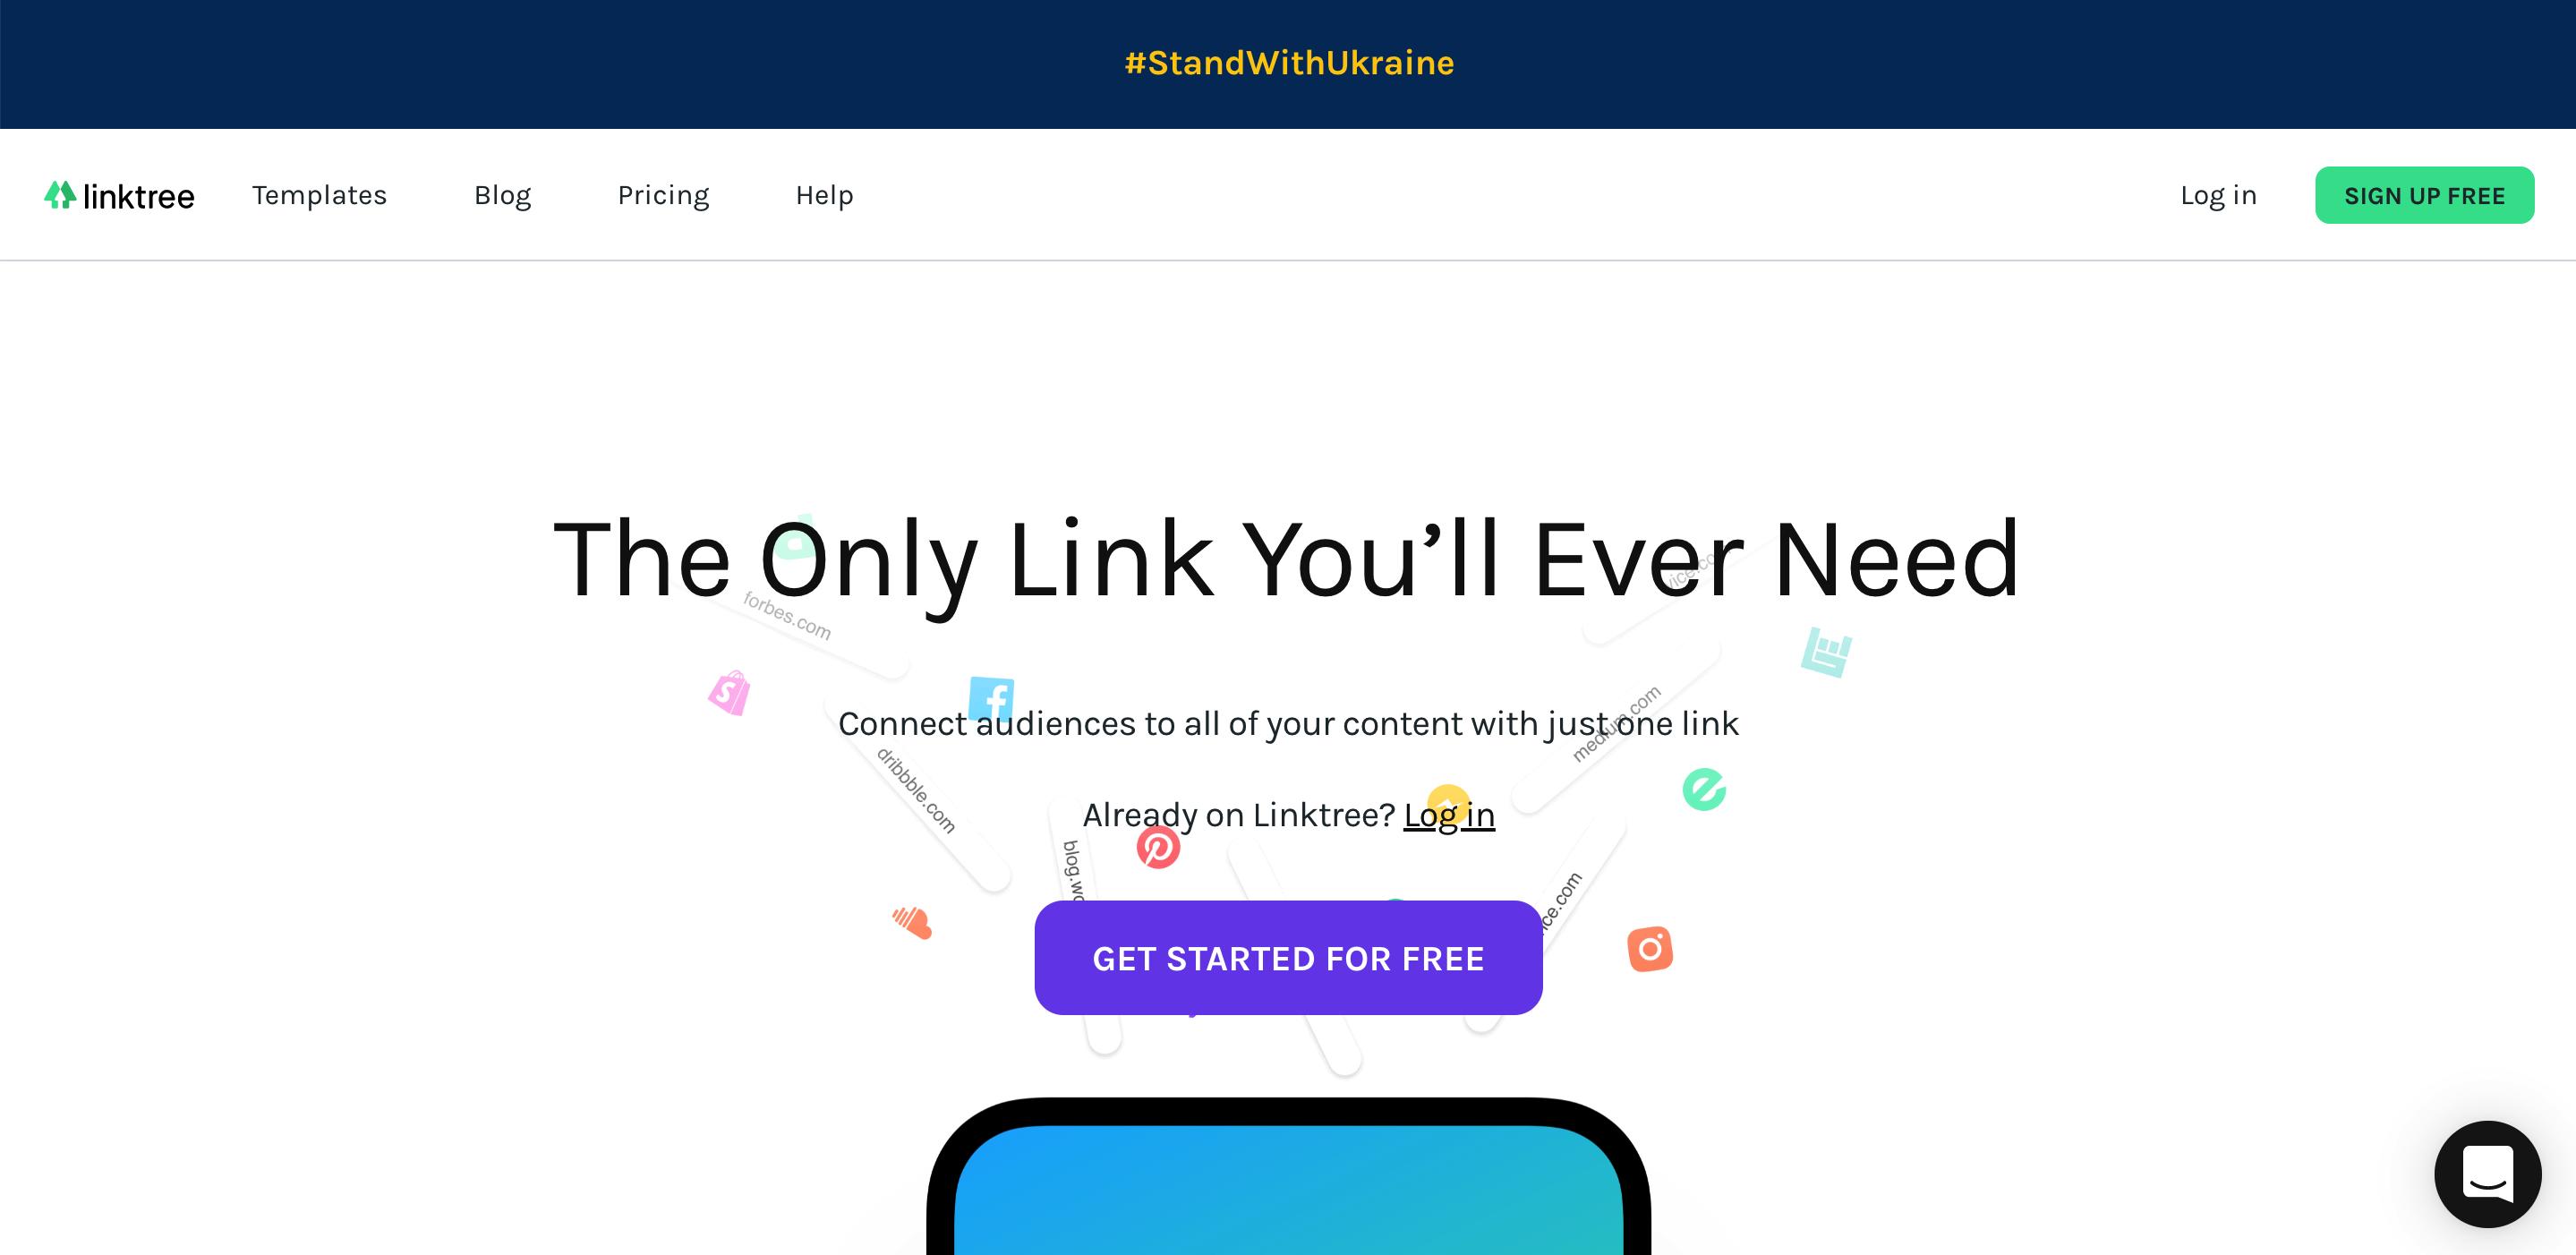 #StandWithUkraine
linktree
Templates
Blog
Pricing
Help
Log in
SIGN UP FREE
The Only Link You’ll Ever Need
forbes.com
vice.co
Connect audiences to all of your content with just one link
medium.com
dribbble.com
Already on Linktree? Log in
blog.wo
ice.com
GET STARTED FOR FREE